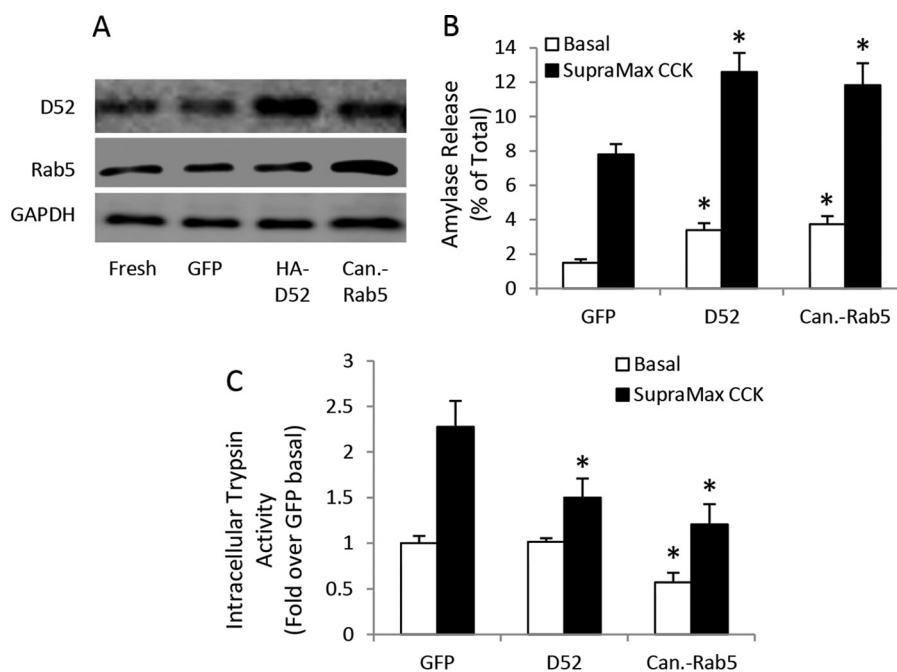 A
D52
Rab5
GAPDH
Fresh GFP HA- Can.-
D52 Rab5
B
Basal
SupraMax CCK
Amylase Release
(% of Total)
14
12
10
8
6
4
2
0
* * * *
GFP D52 Can.-Rab5
C
Basal
SupraMax CCK
Intracellular Trypsin
Activity
(Fold over GFP basal)
3
2.5
2
1.5
1
0.5
0
* * *
GFP D52 Can.-Rab5